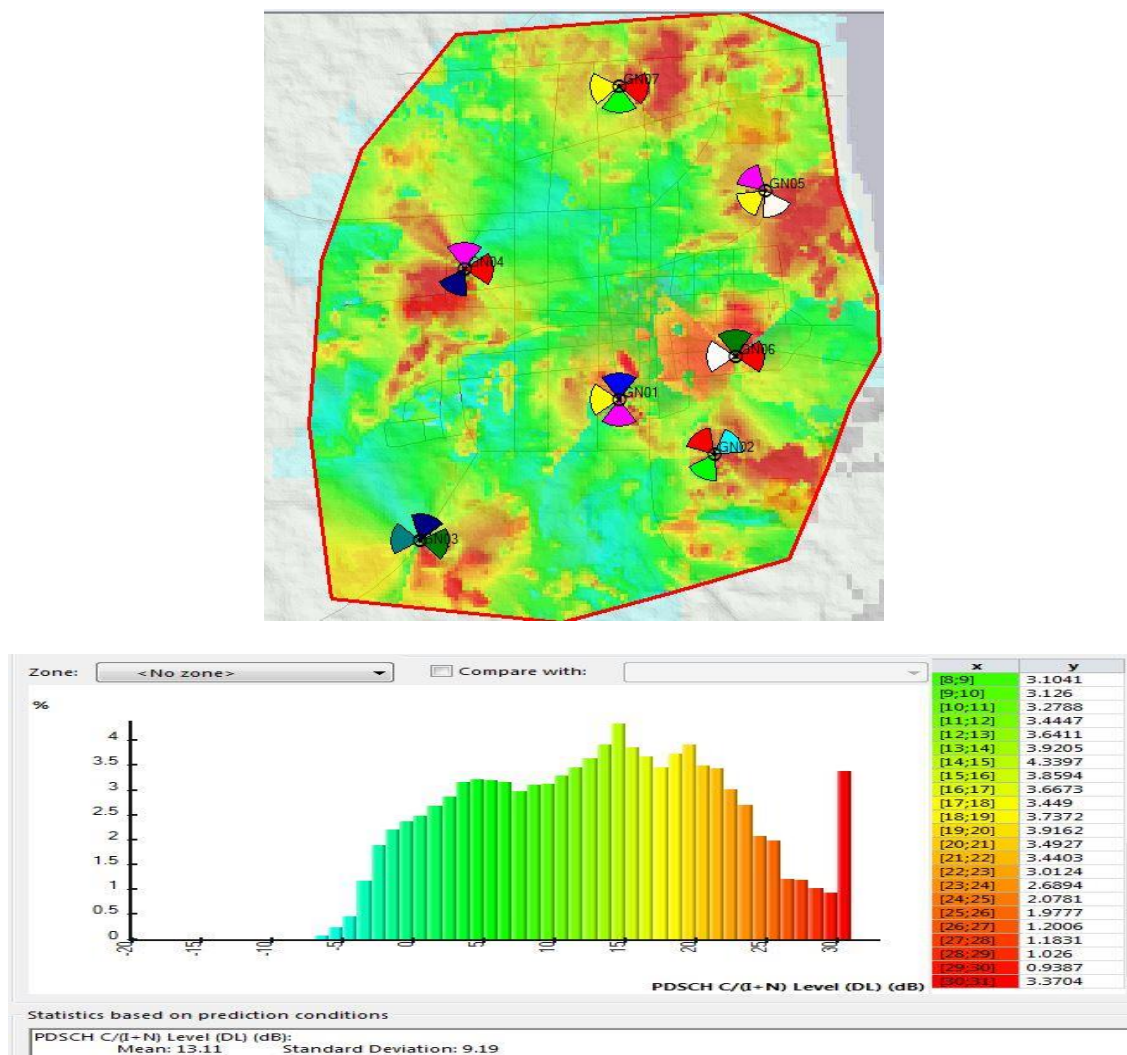 GN07
GN05
GN04
GN06
GN01
GN02
GN03
Zone: <No zone> Compare with:
x y
%
[8;9] 3.1041
[9;10] 3.126
[10;11] 3.2788
[11;12] 3.4447
[12;13] 3.6411
[13;14] 3.9205
[14;15] 4.3397
[15;16] 3.8594
[16;17] 3.6673
[17;18] 3.449
[18;19] 3.7372
[19;20] 3.9162
[20;21] 3.4927
[21;22] 3.4403
[22;23] 3.0124
[23;24] 2.6894
[24;25] 2.0781
[25;26] 1.9777
[26;27] 1.2006
[27;28] 1.1831
[28;29] 1.026
[29;30] 0.9387
[30;31] 3.3704
4
3.5
3
2.5
2
1.5
1
0.5
0
-20 -15 -10 -5 0 5 10 15 20 25 30
PDSCH C/(I+N) Level (DL) (dB)
Statistics based on prediction conditions
PDSCH C/(I+N) Level (DL) (dB):
Mean: 13.11 Standard Deviation: 9.19